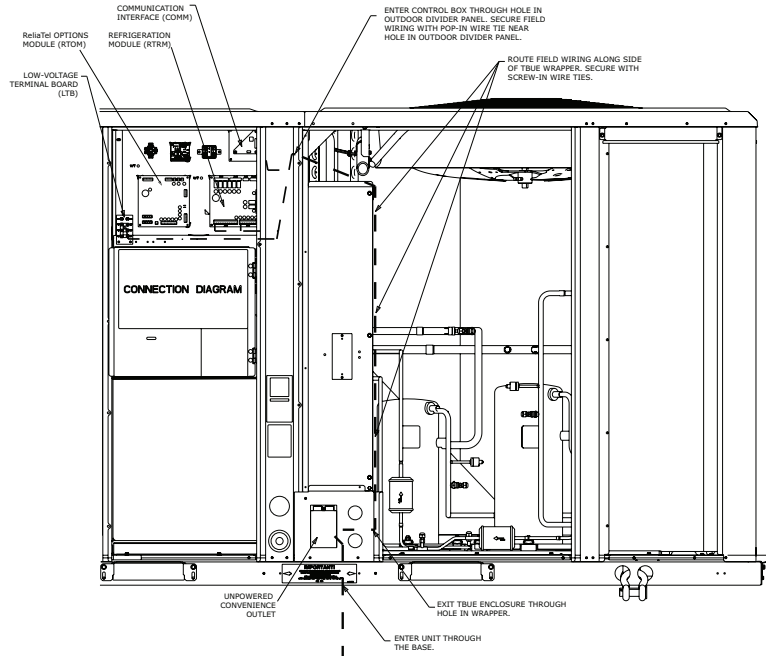 COMMUNICATION
INTERFACE (COMM)
ENTER CONTROL BOX THROUGH HOLE IN
OUTDOOR DIVIDER PANEL. SECURE FIELD
WIRING WITH POP-IN WIRE TIE NEAR
HOLE IN OUTDOOR DIVIDER PANEL.
ReliaTel OPTIONS
MODULE (RTOM)
REFRIGERATION
MODULE (RTRM)
ROUTE FIELD WIRING ALONG SIDE
OF TBUE WRAPPER. SECURE WITH
SCREW-IN WIRE TIES.
LOW-VOLTAGE
TERMINAL BOARD
(LTB)
CONNECTION DIAGRAM
IMPORTANT!
UNPOWERED
CONVENIENCE
OUTLET
EXIT TBUE ENCLOSURE THROUGH
HOLE IN WRAPPER.
ENTER UNIT THROUGH
THE BASE.